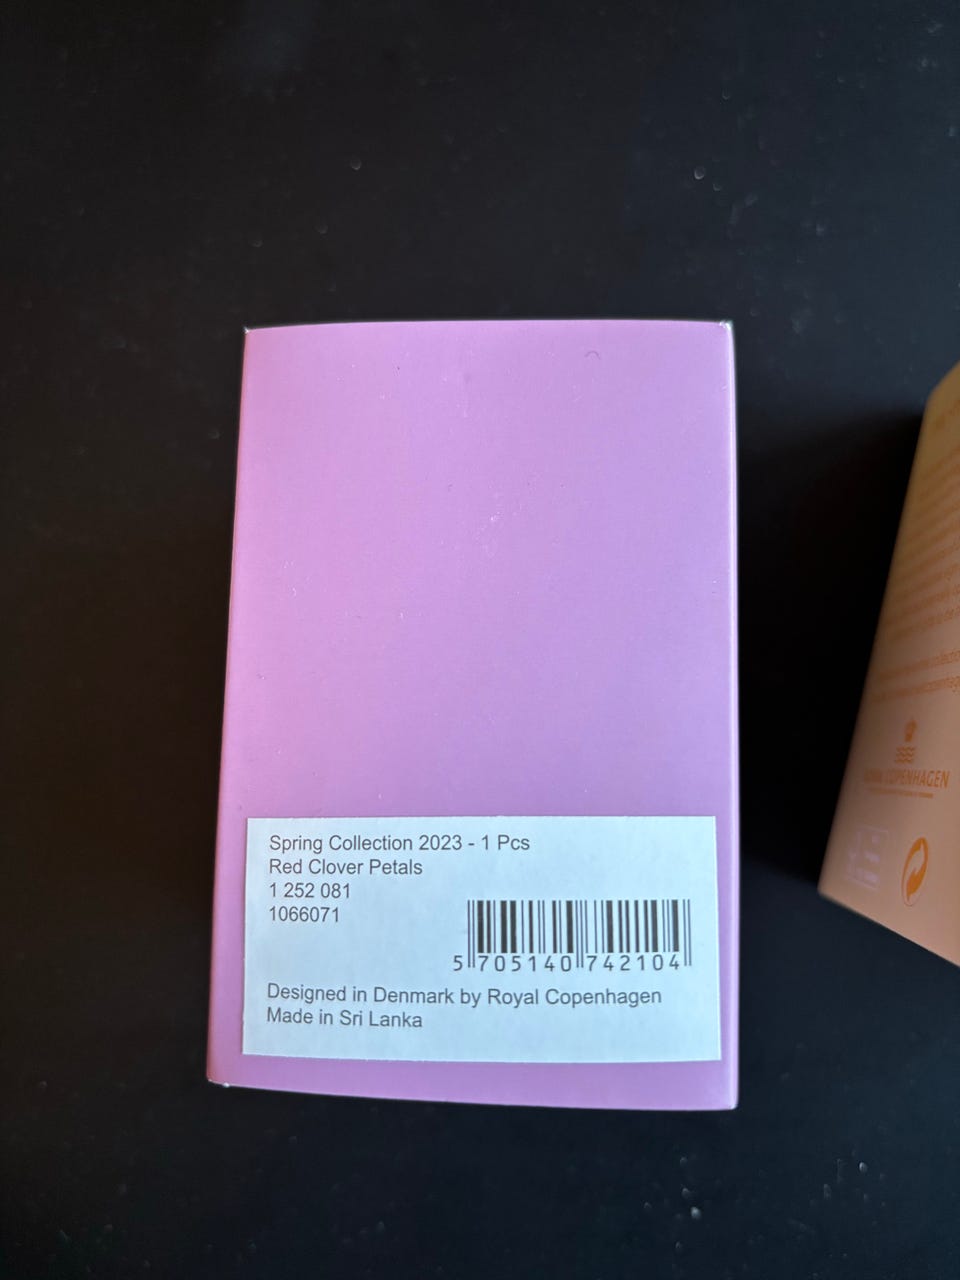 Spring Collection 2023 - 1 Pcs
Red Clover Petals
1 252 081
1066071
5 705140 742104
Designed in Denmark by Royal Copenhagen
Made in Sri Lanka
COPENHAGEN